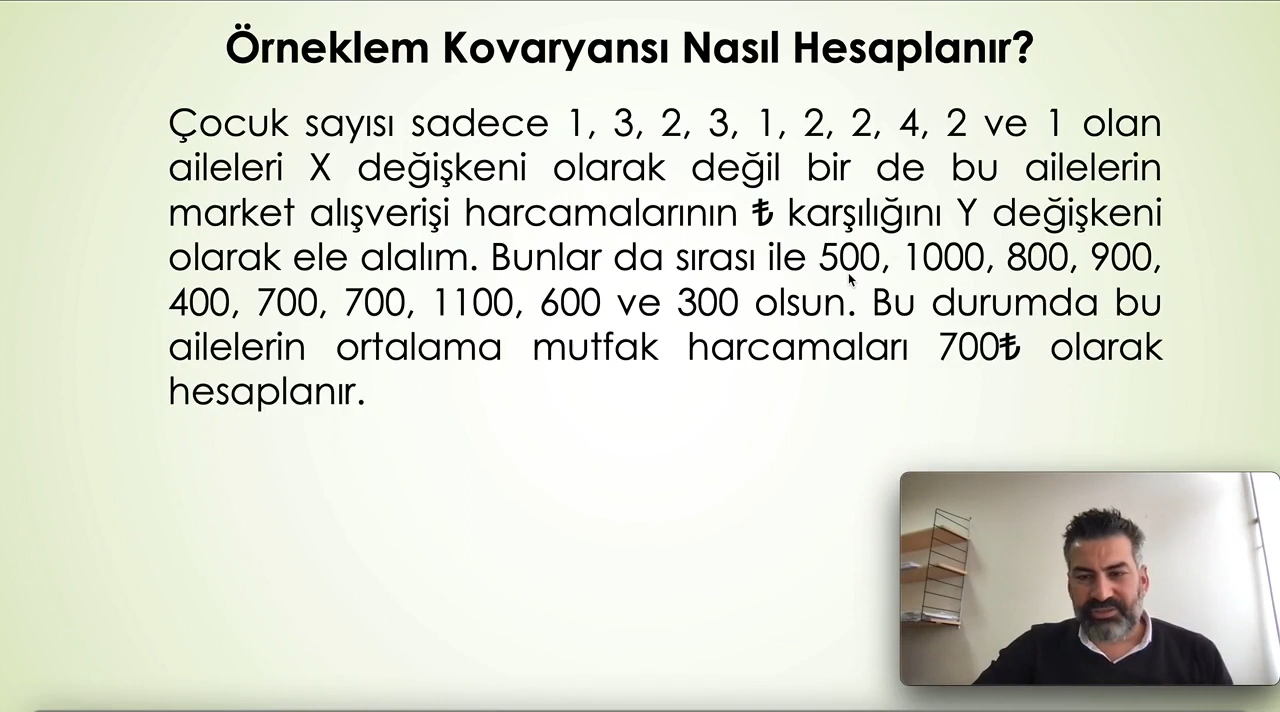 Örneklem Kovaryansı Nasıl Hesaplanır?
Çocuk sayısı sadece 1, 3, 2, 3, 1, 2, 2, 4, 2 ve 1 olan
aileleri X değişkeni olarak değil bir de bu ailelerin
market alışverişi harcamalarının ₺ karşılığını Y değişkeni
olarak ele alalım. Bunlar da sırası ile 500, 1000, 800, 900,
400, 700, 700, 1100, 600 ve 300 olsun. Bu durumda bu
ailelerin ortalama mutfak harcamaları 700₺ olarak
hesaplanır.